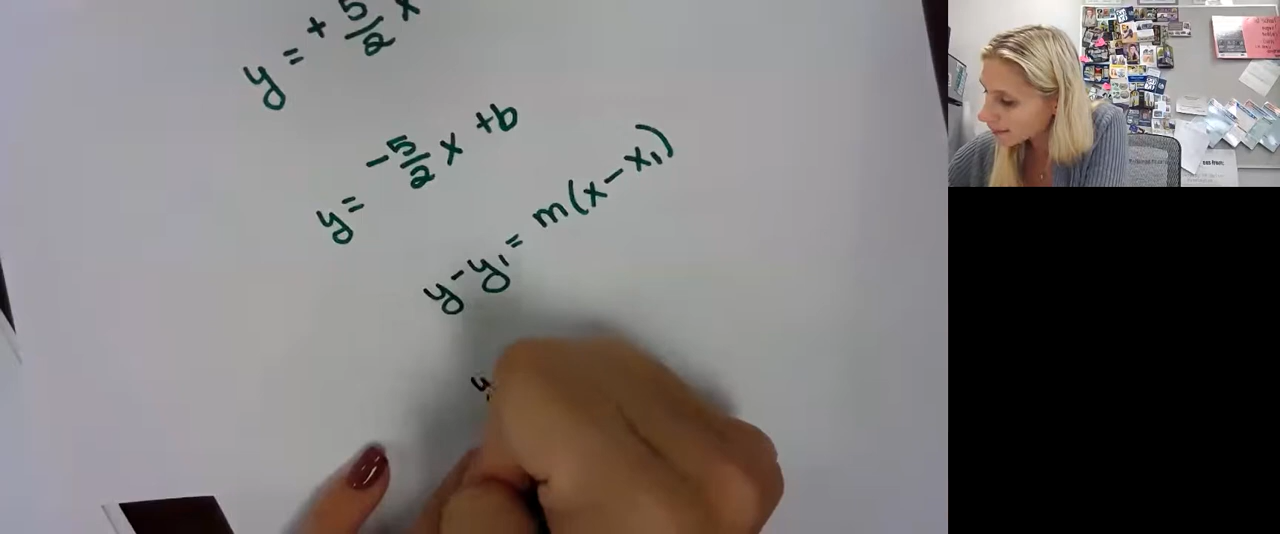 y = + 5/2 x
y = - 5/2 x + b
y - y₁ = m(x - x₁)
y